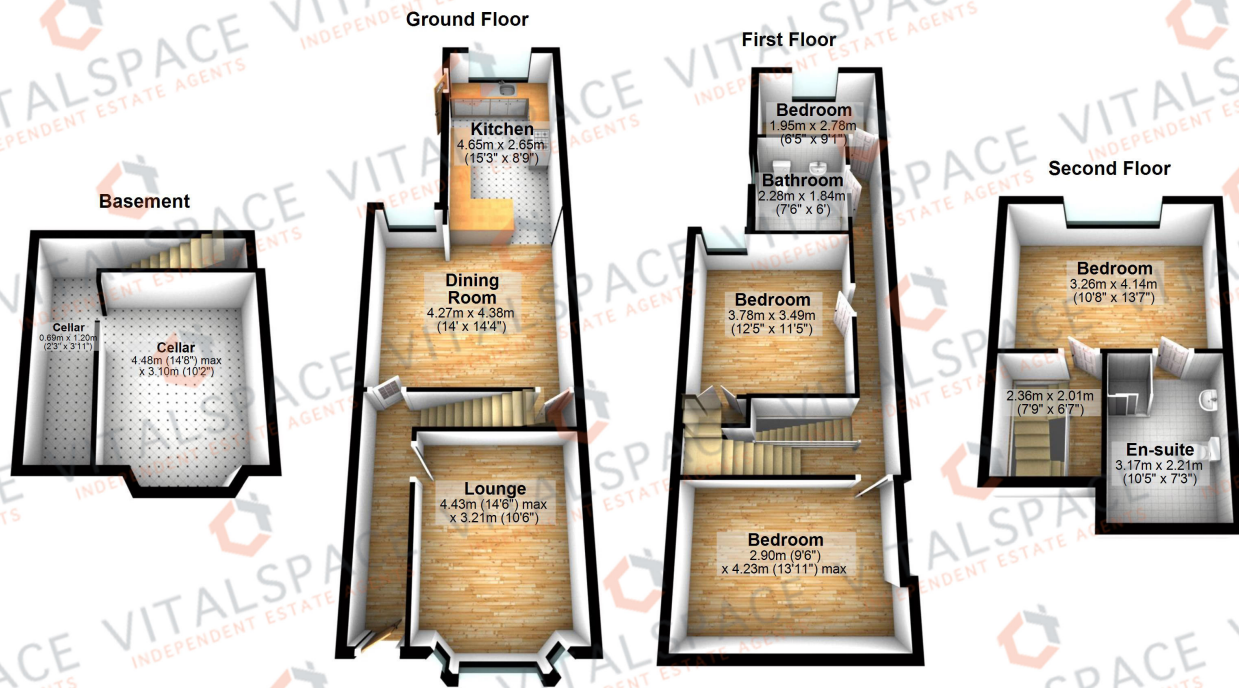 Ground Floor
First Floor
Second Floor
Basement
Kitchen
4.65m x 2.65m
(15'3" x 8'9")
Dining
Room
4.27m x 4.38m
(14' x 14'4")
Lounge
4.43m (14'6") max
x 3.21m (10'6")
Cellar
0.69m x 1.20m
(2'3" x 3'11")
Cellar
4.48m (14'8") max
x 3.10m (10'2")
Bedroom
1.95m x 2.78m
(6'5" x 9'1")
Bathroom
2.28m x 1.84m
(7'6" x 6')
Bedroom
3.78m x 3.49m
(12'5" x 11'5")
Bedroom
2.90m (9'6")
x 4.23m (13'11") max
Bedroom
3.26m x 4.14m
(10'8" x 13'7")
2.36m x 2.01m
(7'9" x 6'7")
En-suite
3.17m x 2.21m
(10'5" x 7'3")
VITALSPACE
INDEPENDENT ESTATE AGENTS